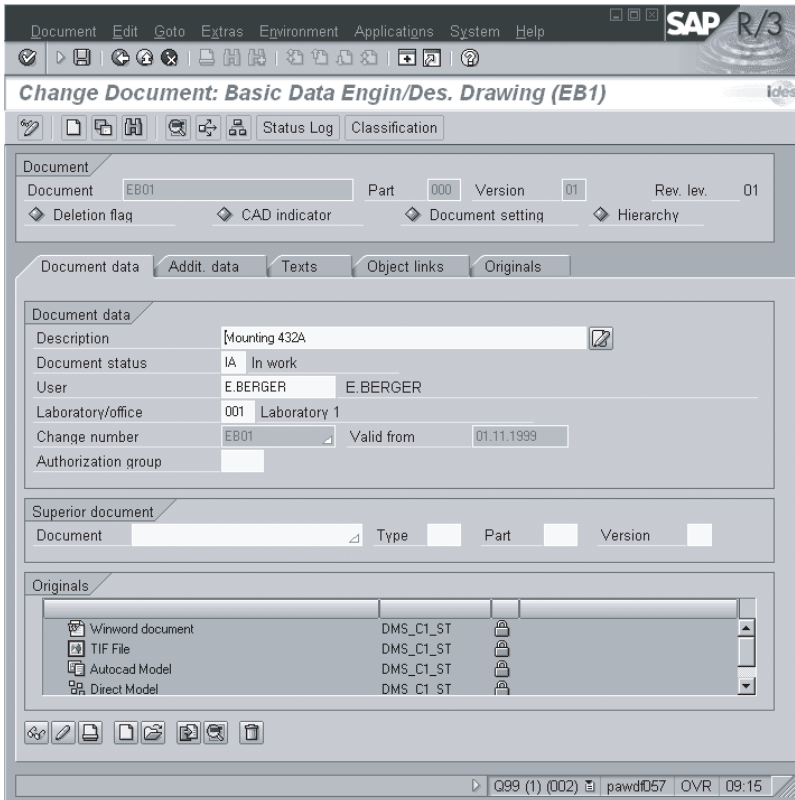 Document Edit Goto Extras Environment Applications System Help
SAP R/3
Change Document: Basic Data Engin/Des. Drawing (EB1)
ides
Status Log Classification
Document
Document EB01 Part 000 Version 01 Rev. lev. 01
Deletion flag CAD indicator Document setting Hierarchy
Document data Addit. data Texts Object links Originals
Document data
Description Mounting 432A
Document status IA In work
User E.BERGER E.BERGER
Laboratory/office 001 Laboratory 1
Change number EB01 Valid from 01.11.1999
Authorization group
Superior document
Document Type Part Version
Originals
Winword document DMS_C1_ST
TIF File DMS_C1_ST
Autocad Model DMS_C1_ST
Direct Model DMS_C1_ST
Q99 (1) (002) pawdf057 OVR 09:15